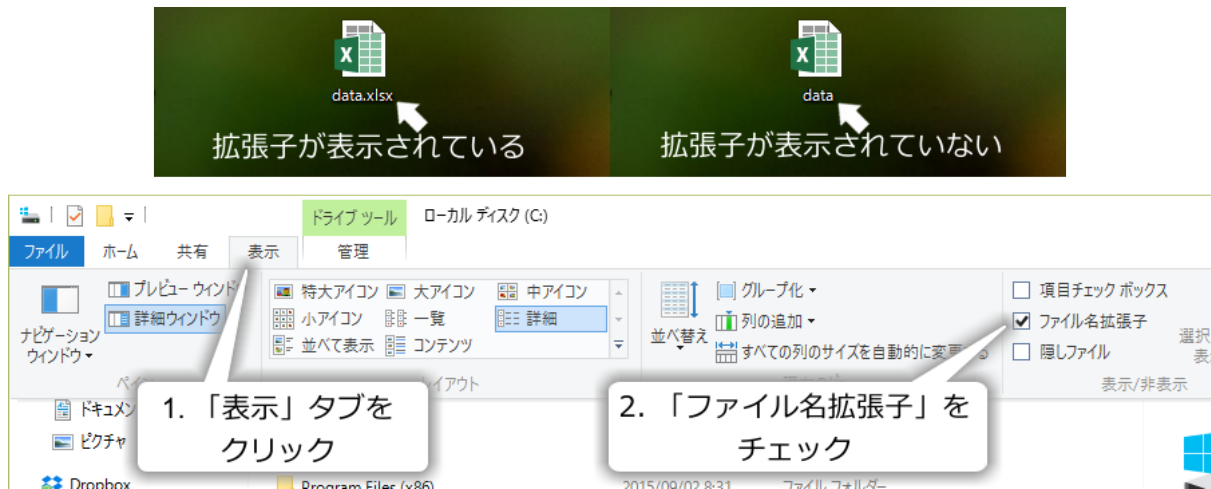 data.xlsx
data
拡張子が表示されている
拡張子が表示されていない
ドライブ ツール
ローカル ディスク (C:)
ファイル
ホーム
共有
表示
管理
プレビュー ウィンド
特大アイコン
大アイコン
中アイコン
グループ化
項目チェック ボックス
詳細ウィンドウ
小アイコン
一覧
詳細
列の追加
ファイル名拡張子
ナビゲーション
ウィンドウ
並べて表示
コンテンツ
並べ替え
すべての列のサイズを自動的に変更する
隠しファイル
選択
表示/非表示
ドキュメン
1. 「表示」タブを
クリック
2. 「ファイル名拡張子」を
チェック
ピクチャ
Dropbox
Program Files (x86)
2015/09/02 8:31
ファイル フォルダー